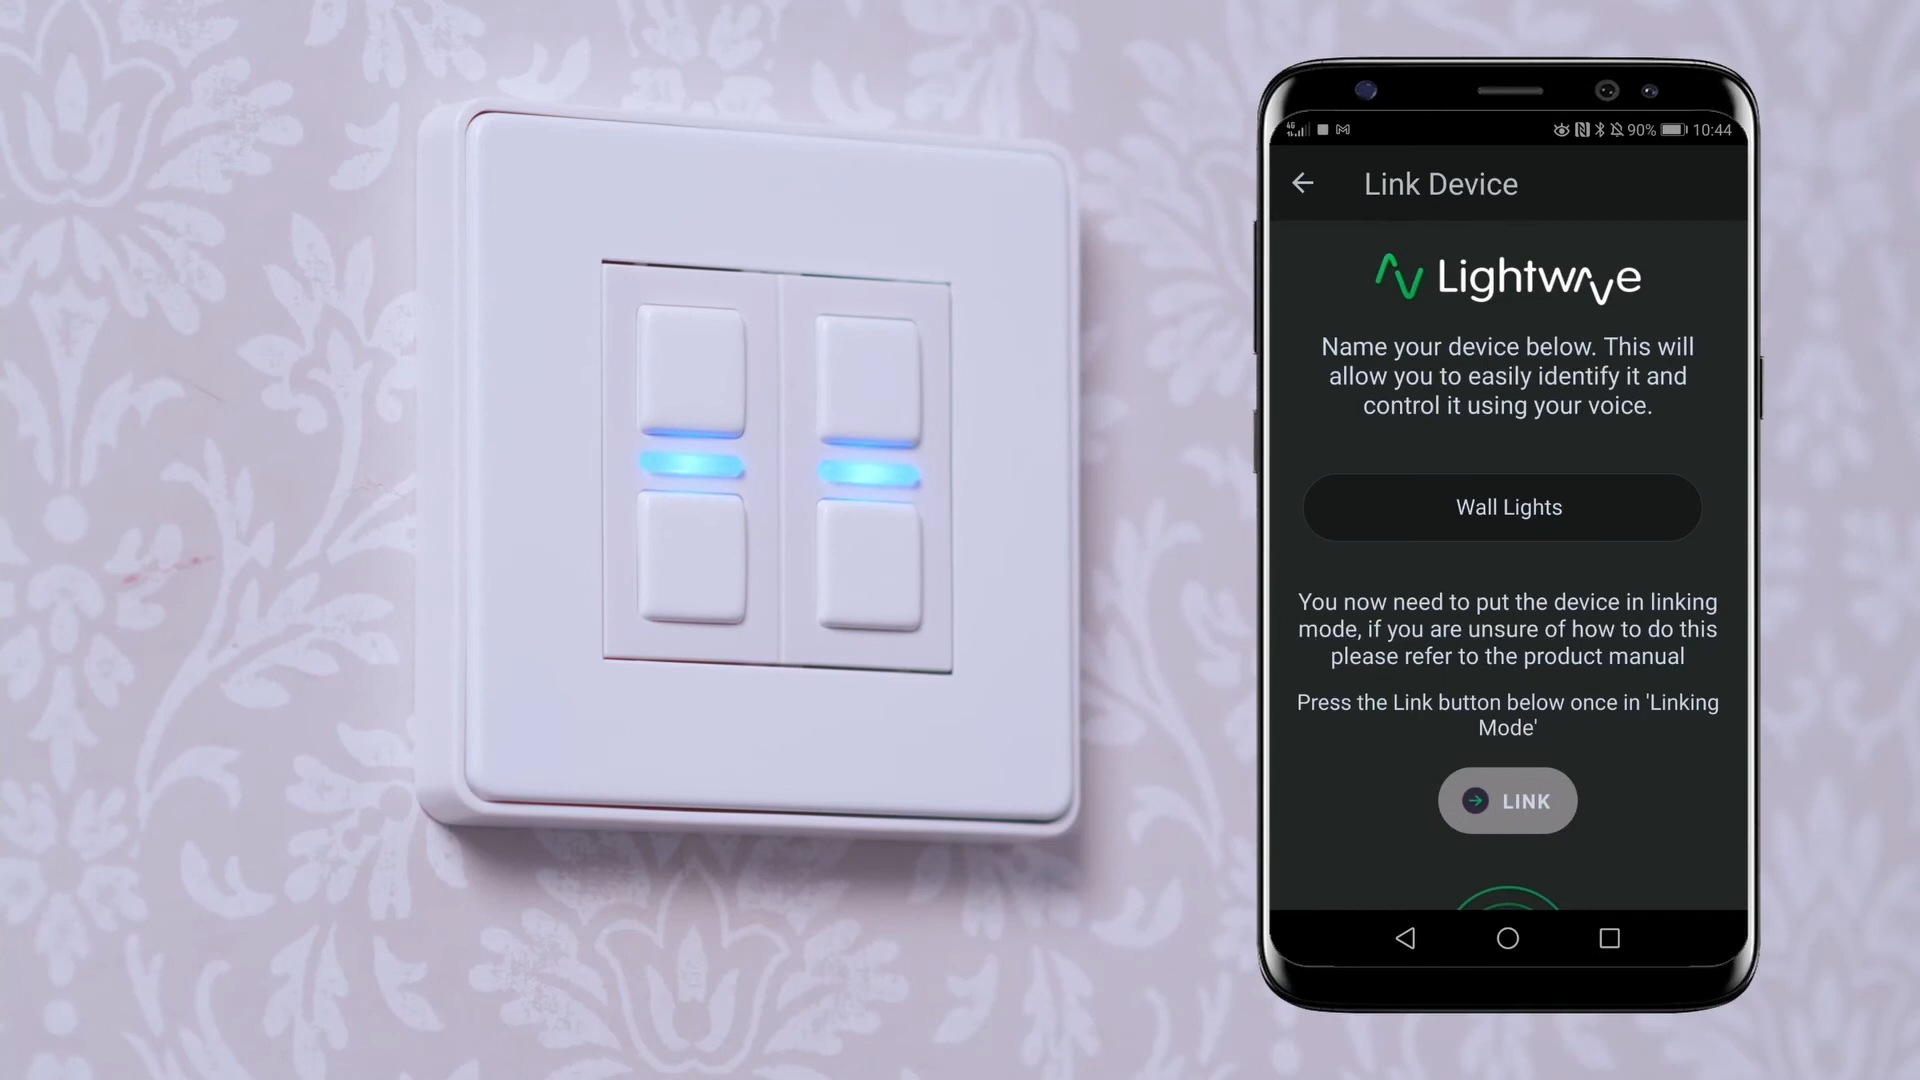 4G
90% 10:44
Link Device
Lightwave
Name your device below. This will
allow you to easily identify it and
control it using your voice.
Wall Lights
You now need to put the device in linking
mode, if you are unsure of how to do this
please refer to the product manual
Press the Link button below once in 'Linking
Mode'
LINK